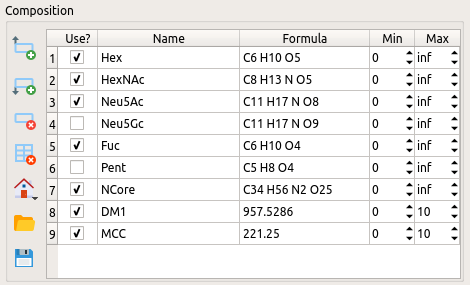 Composition
Use? Name Formula Min Max
1 Hex C6 H10 O5 0 inf
2 HexNAc C8 H13 N O5 0 inf
3 Neu5Ac C11 H17 N O8 0 inf
4 Neu5Gc C11 H17 N O9 0 inf
5 Fuc C6 H10 O4 0 inf
6 Pent C5 H8 O4 0 inf
7 NCore C34 H56 N2 O25 0 inf
8 DM1 957.5286 0 10
9 MCC 221.25 0 10